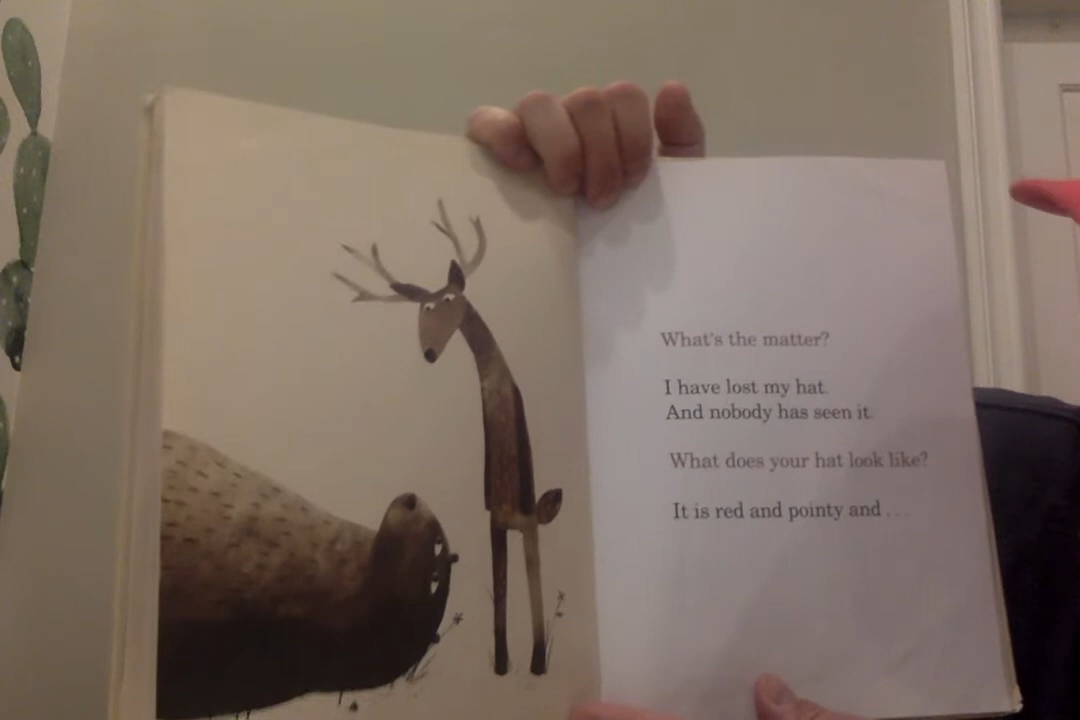 What's the matter?
I have lost my hat.
And nobody has seen it.
What does your hat look like?
It is red and pointy and . . .